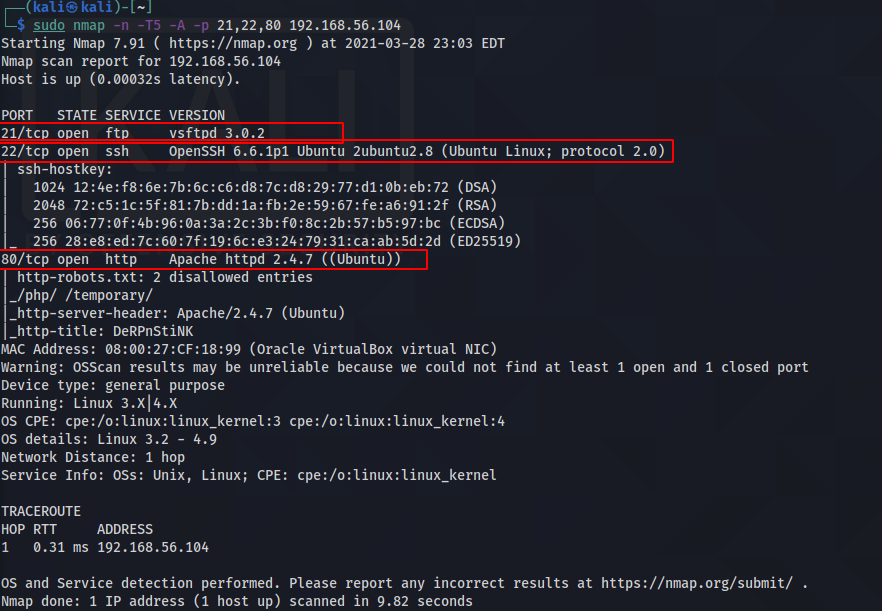 ┌──(kali㉿kali)-[~]
└─$ sudo nmap -n -T5 -A -p 21,22,80 192.168.56.104
Starting Nmap 7.91 ( https://nmap.org ) at 2021-03-28 23:03 EDT
Nmap scan report for 192.168.56.104
Host is up (0.00032s latency).
PORT   STATE SERVICE VERSION
21/tcp open  ftp     vsftpd 3.0.2
22/tcp open  ssh     OpenSSH 6.6.1p1 Ubuntu 2ubuntu2.8 (Ubuntu Linux; protocol 2.0)
| ssh-hostkey:
|   1024 12:4e:f8:6e:7b:6c:c6:d8:7c:d8:29:77:d1:0b:eb:72 (DSA)
|   2048 72:c5:1c:5f:81:7b:dd:1a:fb:2e:59:67:fe:a6:91:2f (RSA)
|   256 06:77:0f:4b:96:0a:3a:2c:3b:f0:8c:2b:57:b5:97:bc (ECDSA)
|_  256 28:e8:ed:7c:60:7f:19:6c:e3:24:79:31:ca:ab:5d:2d (ED25519)
80/tcp open  http    Apache httpd 2.4.7 ((Ubuntu))
| http-robots.txt: 2 disallowed entries
|_/php/ /temporary/
|_http-server-header: Apache/2.4.7 (Ubuntu)
|_http-title: DeRPnStiNK
MAC Address: 08:00:27:CF:18:99 (Oracle VirtualBox virtual NIC)
Warning: OSScan results may be unreliable because we could not find at least 1 open and 1 closed port
Device type: general purpose
Running: Linux 3.X|4.X
OS CPE: cpe:/o:linux:linux_kernel:3 cpe:/o:linux:linux_kernel:4
OS details: Linux 3.2 - 4.9
Network Distance: 1 hop
Service Info: OSs: Unix, Linux; CPE: cpe:/o:linux:linux_kernel
TRACEROUTE
HOP RTT     ADDRESS
1   0.31 ms 192.168.56.104
OS and Service detection performed. Please report any incorrect results at https://nmap.org/submit/ .
Nmap done: 1 IP address (1 host up) scanned in 9.82 seconds